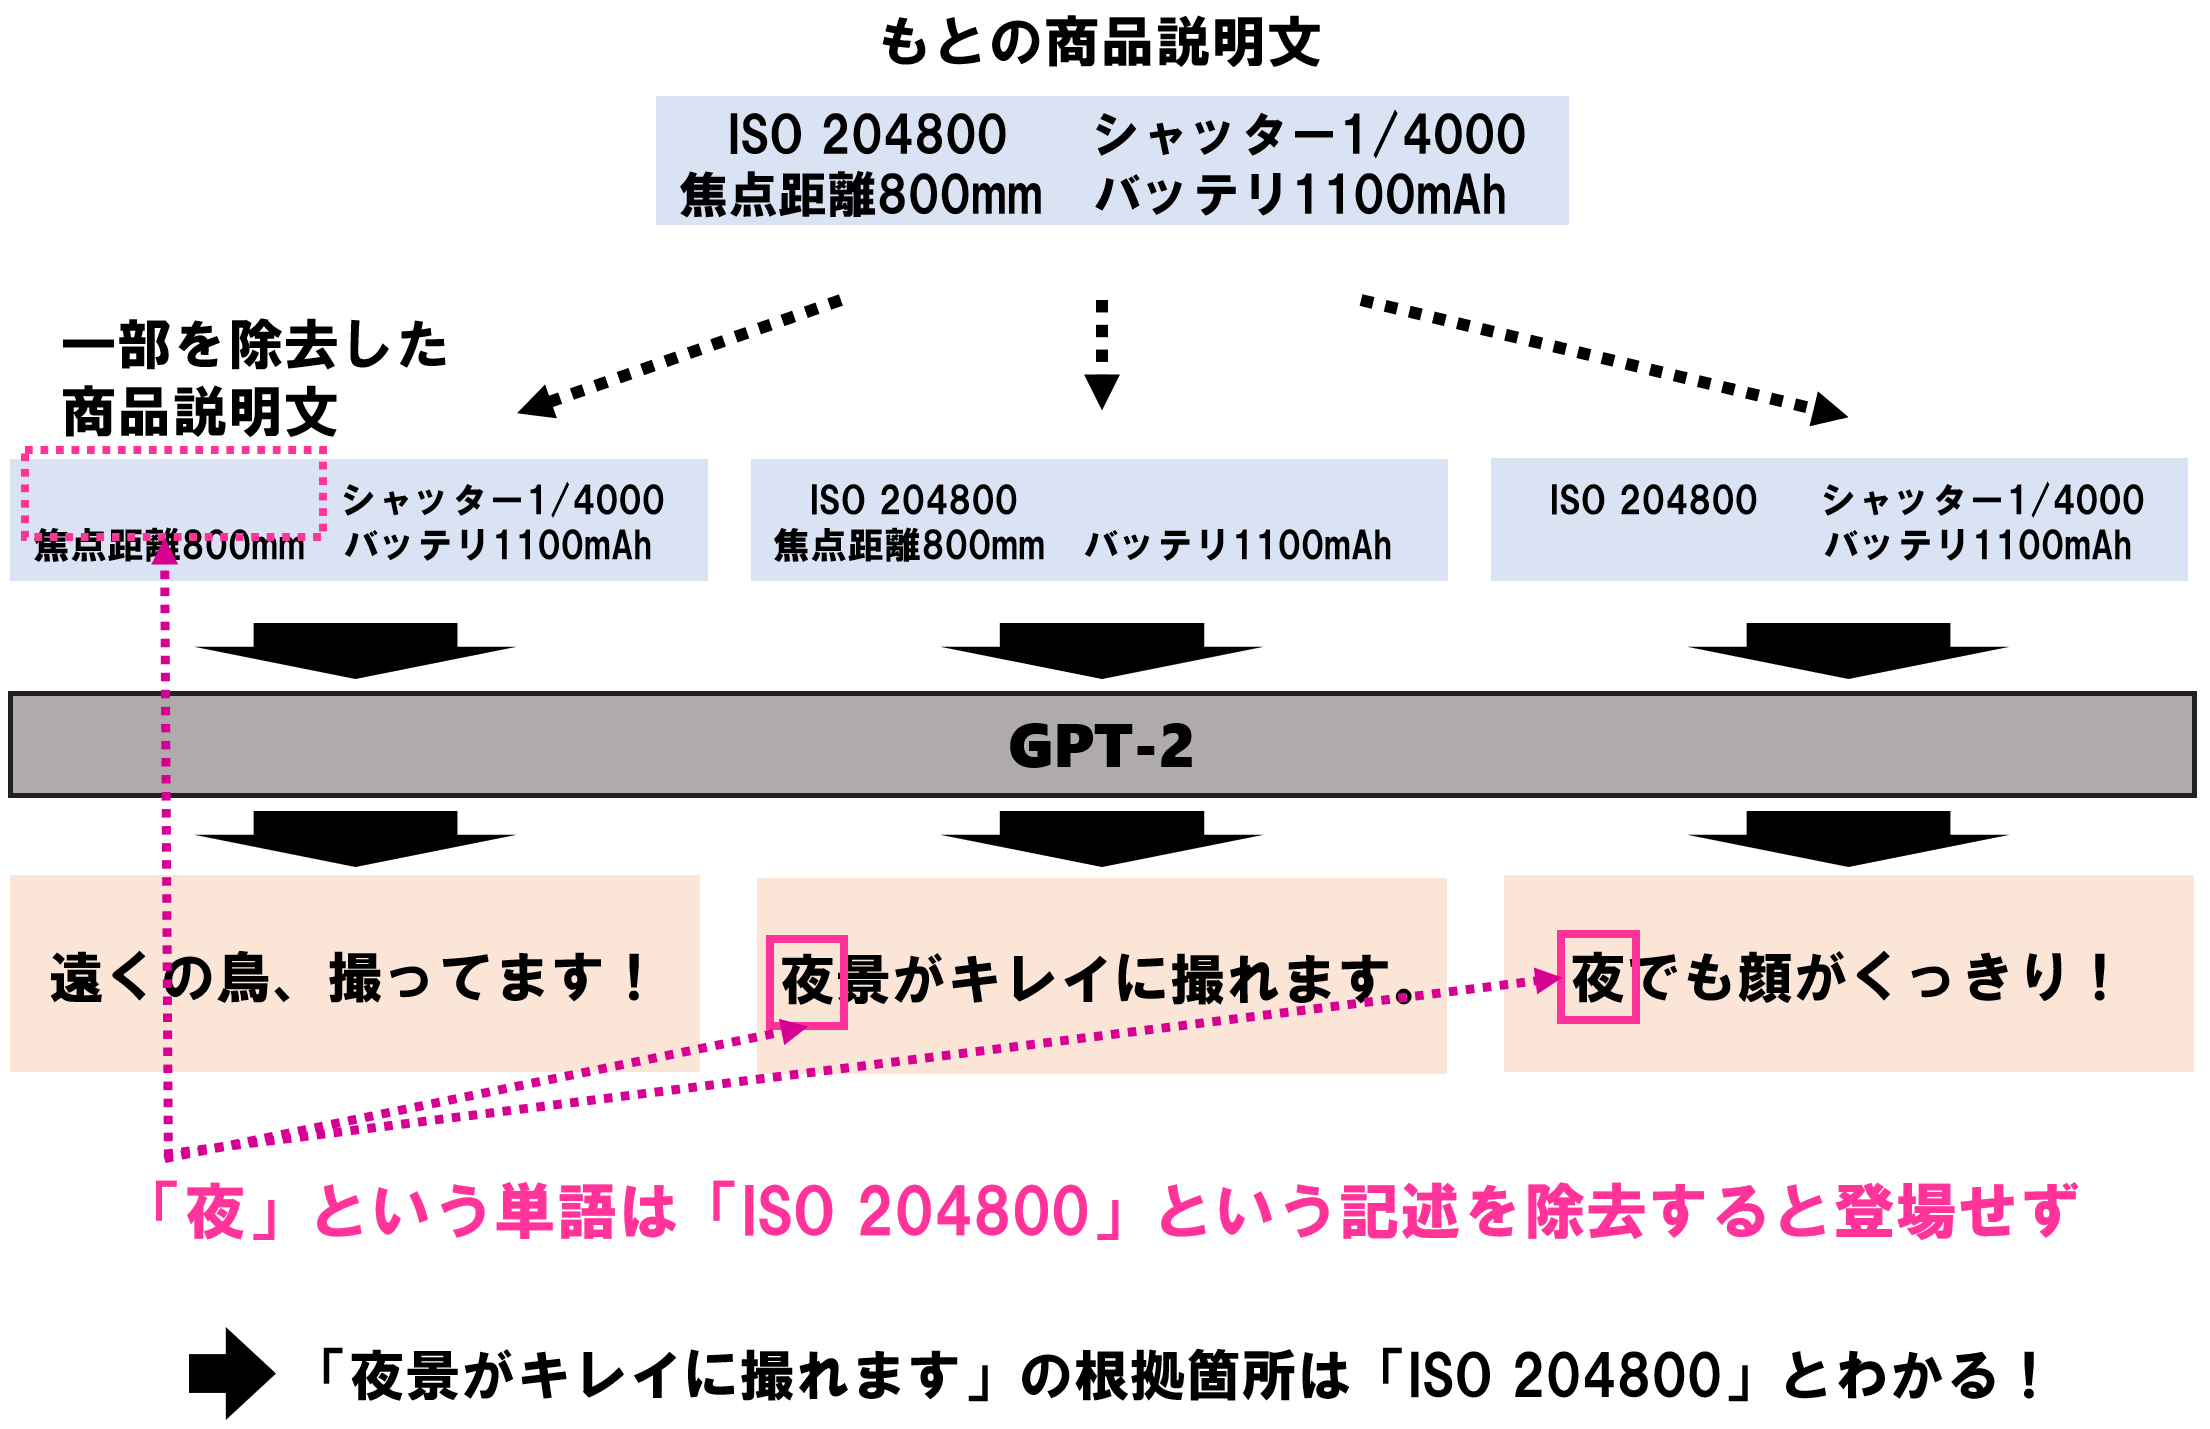 もとの商品説明文
ISO 204800 シャッター1/4000
焦点距離800mm バッテリ1100mAh
一部を除去した
商品説明文
シャッター1/4000
焦点距離800mm バッテリ1100mAh
ISO 204800
焦点距離800mm バッテリ1100mAh
ISO 204800 シャッター1/4000
バッテリ1100mAh
GPT-2
遠くの鳥、撮ってます!
夜景がキレイに撮れます。
夜でも顔がくっきり!
「夜」という単語は「ISO 204800」という記述を除去すると登場せず
「夜景がキレイに撮れます」の根拠箇所は「ISO 204800」とわかる!